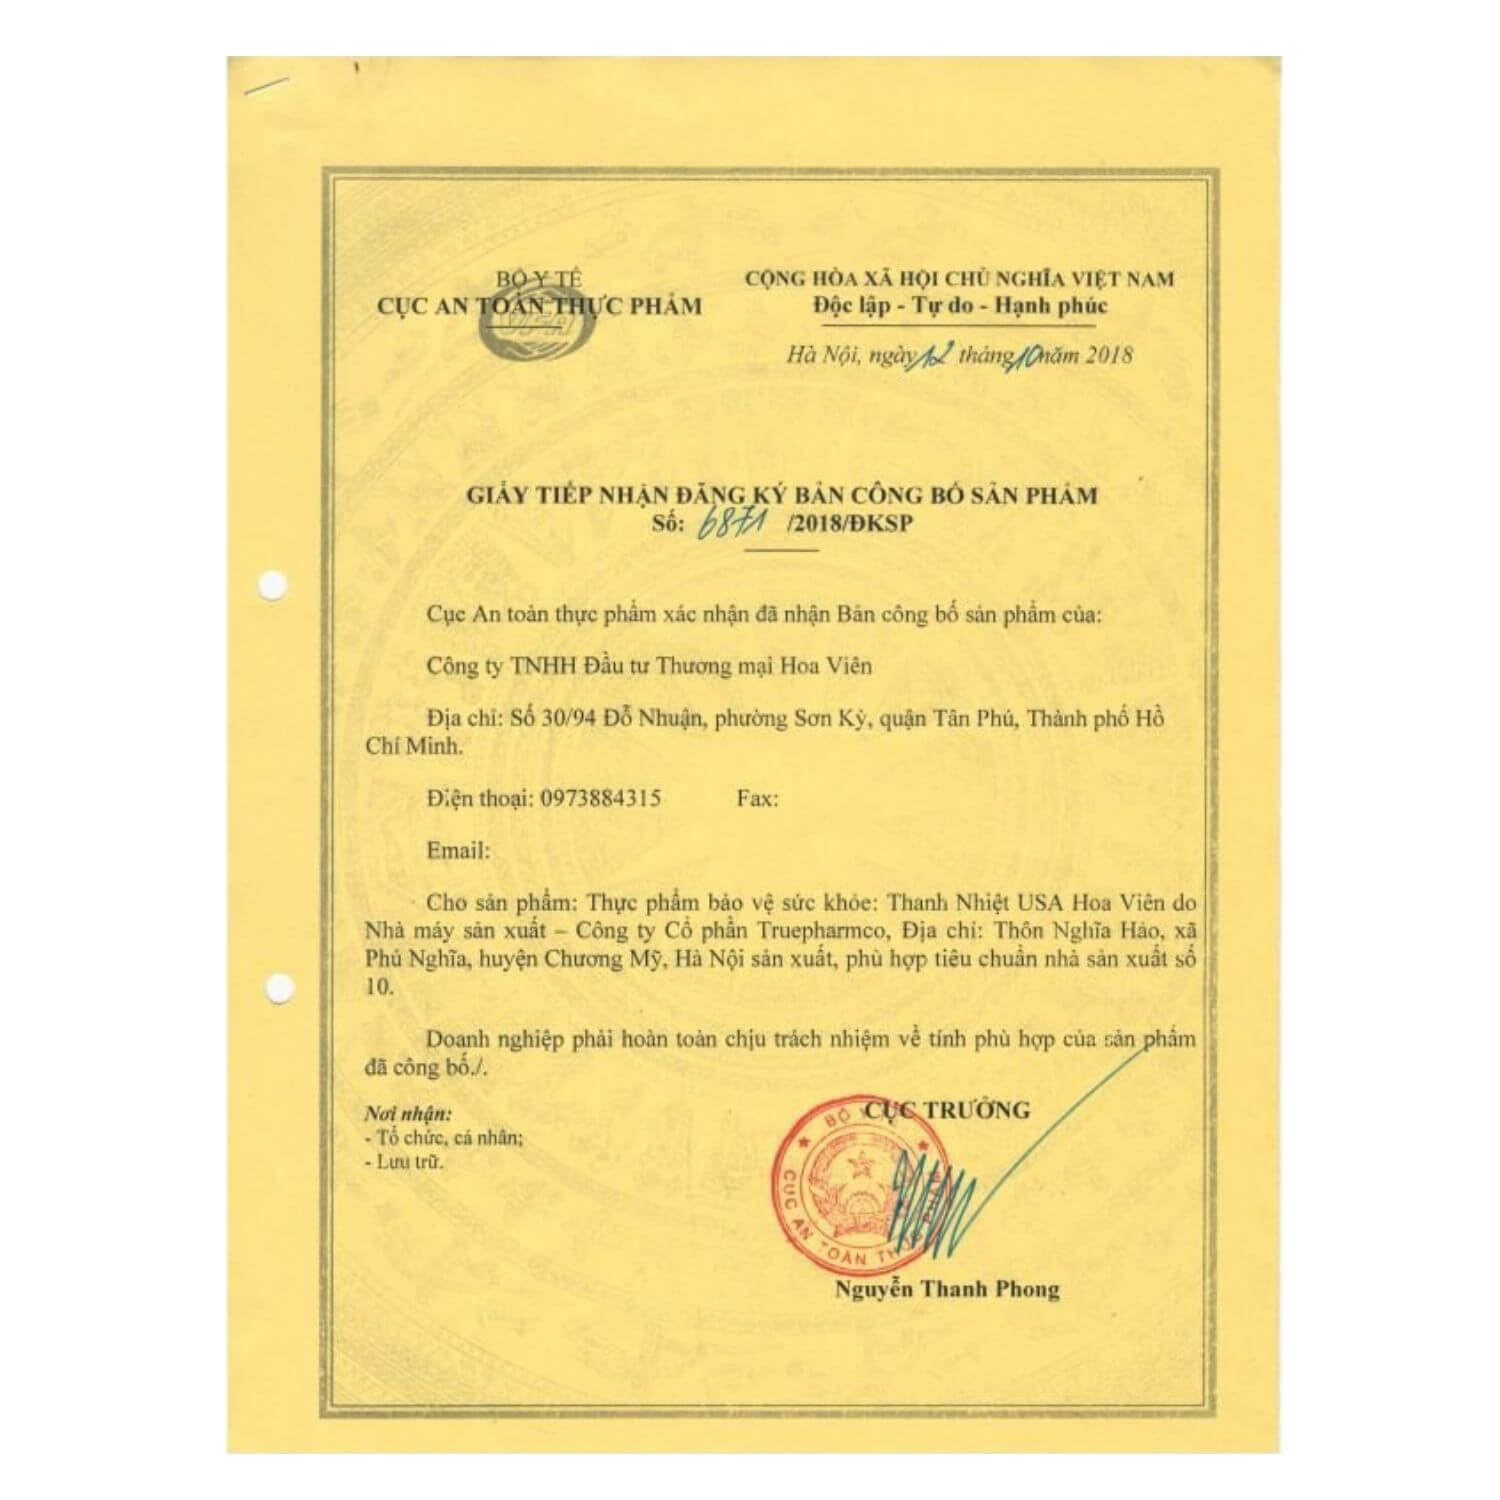 BỘ Y TẾ
CỤC AN TOÀN THỰC PHẨM
VFA
CỘNG HÒA XÃ HỘI CHỦ NGHĨA VIỆT NAM
Độc lập - Tự do - Hạnh phúc
Hà Nội, ngày 12 tháng 10 năm 2018
GIẤY TIẾP NHẬN ĐĂNG KÝ BẢN CÔNG BỐ SẢN PHẨM
Số: 6871 /2018/ĐKSP
Cục An toàn thực phẩm xác nhận đã nhận Bản công bố sản phẩm của:
Công ty TNHH Đầu tư Thương mại Hoa Viên
Địa chỉ: Số 30/94 Đỗ Nhuận, phường Sơn Kỳ, quận Tân Phú, Thành phố Hồ
Chí Minh.
Điện thoại: 0973884315 Fax:
Email:
Cho sản phẩm: Thực phẩm bảo vệ sức khỏe: Thanh Nhiệt USA Hoa Viên do
Nhà máy sản xuất – Công ty Cổ phần Truepharmco, Địa chỉ: Thôn Nghĩa Hảo, xã
Phú Nghĩa, huyện Chương Mỹ, Hà Nội sản xuất, phù hợp tiêu chuẩn nhà sản xuất số
10.
Doanh nghiệp phải hoàn toàn chịu trách nhiệm về tính phù hợp của sản phẩm
đã công bố./.
Nơi nhận:
- Tổ chức, cá nhân;
- Lưu trữ.
CỤC TRƯỞNG
BỘ Y TẾ
CỤC AN TOÀN THỰC PHẨM
Nguyễn Thanh Phong